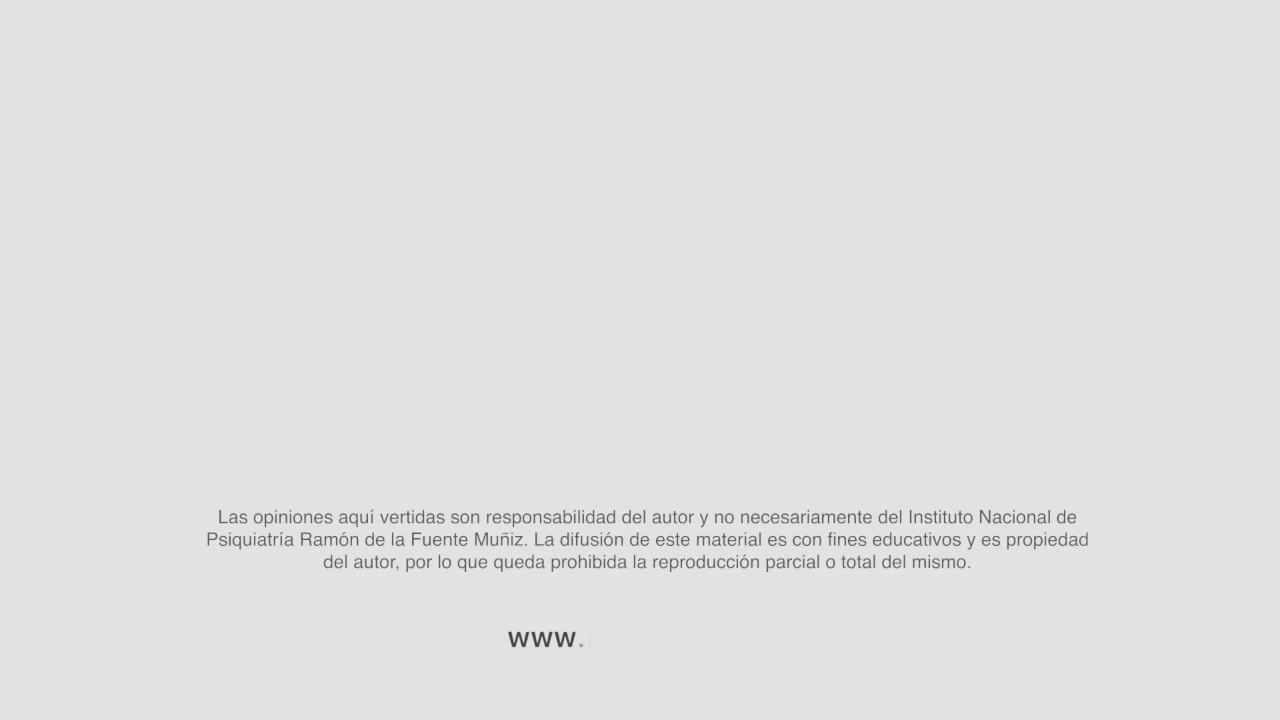 Las opiniones aquí vertidas son responsabilidad del autor y no necesariamente del Instituto Nacional de
Psiquiatría Ramón de la Fuente Muñiz. La difusión de este material es con fines educativos y es propiedad
del autor, por lo que queda prohibida la reproducción parcial o total del mismo.
www.